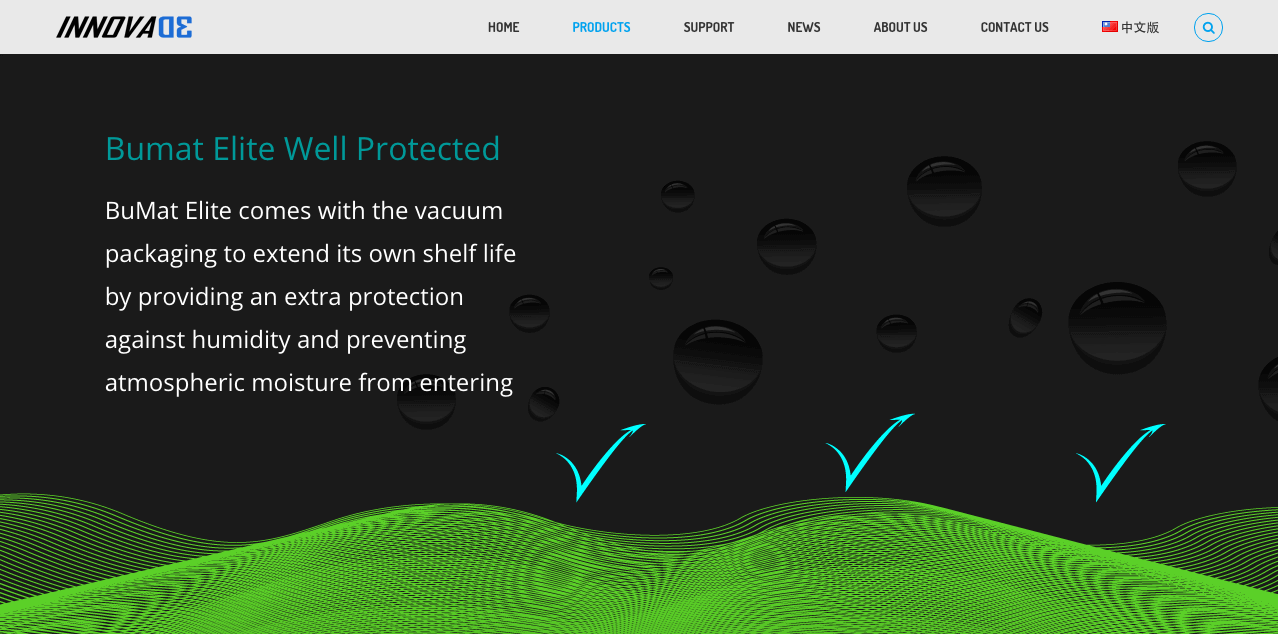 INNOVA3D
HOME PRODUCTS SUPPORT NEWS ABOUT US CONTACT US 中文版
Bumat Elite Well Protected
BuMat Elite comes with the vacuum
packaging to extend its own shelf life
by providing an extra protection
against humidity and preventing
atmospheric moisture from entering